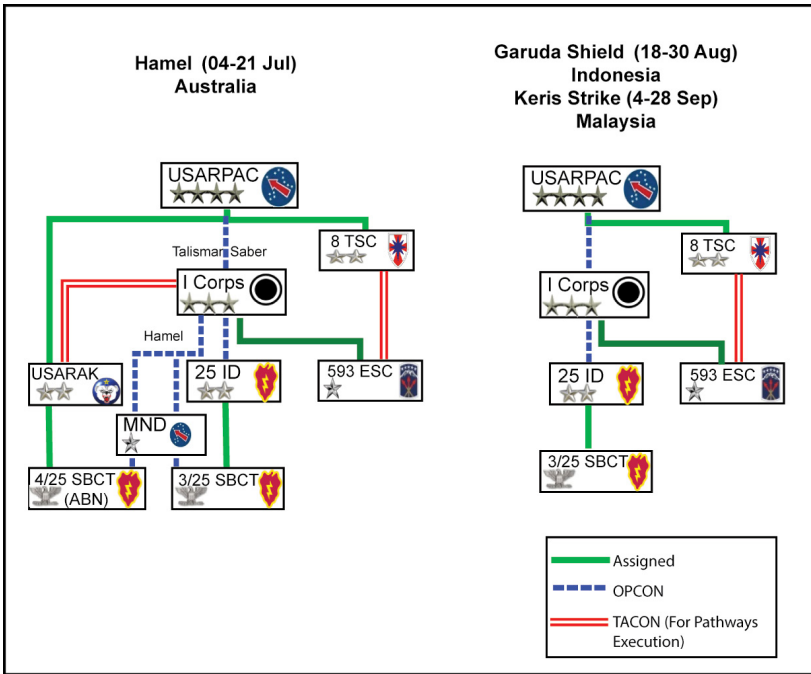 Hamel (04-21 Jul)
Australia
USARPAC
Talisman Saber
8 TSC
I Corps
Hamel
USARAK
25 ID
593 ESC
MND
4/25 SBCT
(ABN)
3/25 SBCT
Garuda Shield (18-30 Aug)
Indonesia
Keris Strike (4-28 Sep)
Malaysia
USARPAC
8 TSC
I Corps
25 ID
593 ESC
3/25 SBCT
Assigned
OPCON
TACON (For Pathways
Execution)